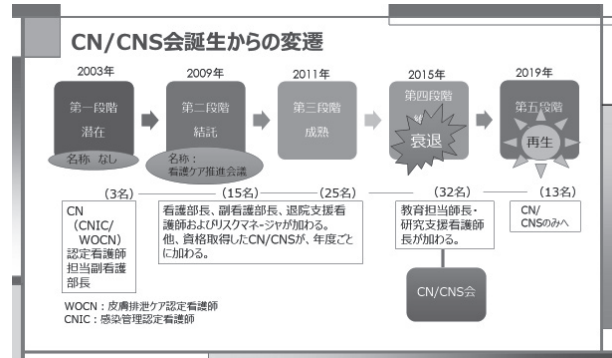 CN/CNS会誕生からの変遷
2003年
2009年
2011年
2015年
2019年
第一段階
潜在
名称 なし
第二段階
結託
名称：
看護ケア推進会議
第三段階
成熟
第四段階
衰退
第五段階
再生
(3名)
(15名)
(25名)
(32名)
(13名)
CN
（CNIC/
WOCN）
認定看護師
担当副看護
部長
看護部長、副看護部長、退院支援看
護師およびリスクマネージャが加わる。
他、資格取得したCN/CNSが、年度ごと
に加わる。
教育担当師長・
研究支援看護師
長が加わる。
CN/
CNSのみへ
CN/CNS会
WOCN：皮膚排泄ケア認定看護師
CNIC：感染管理認定看護師